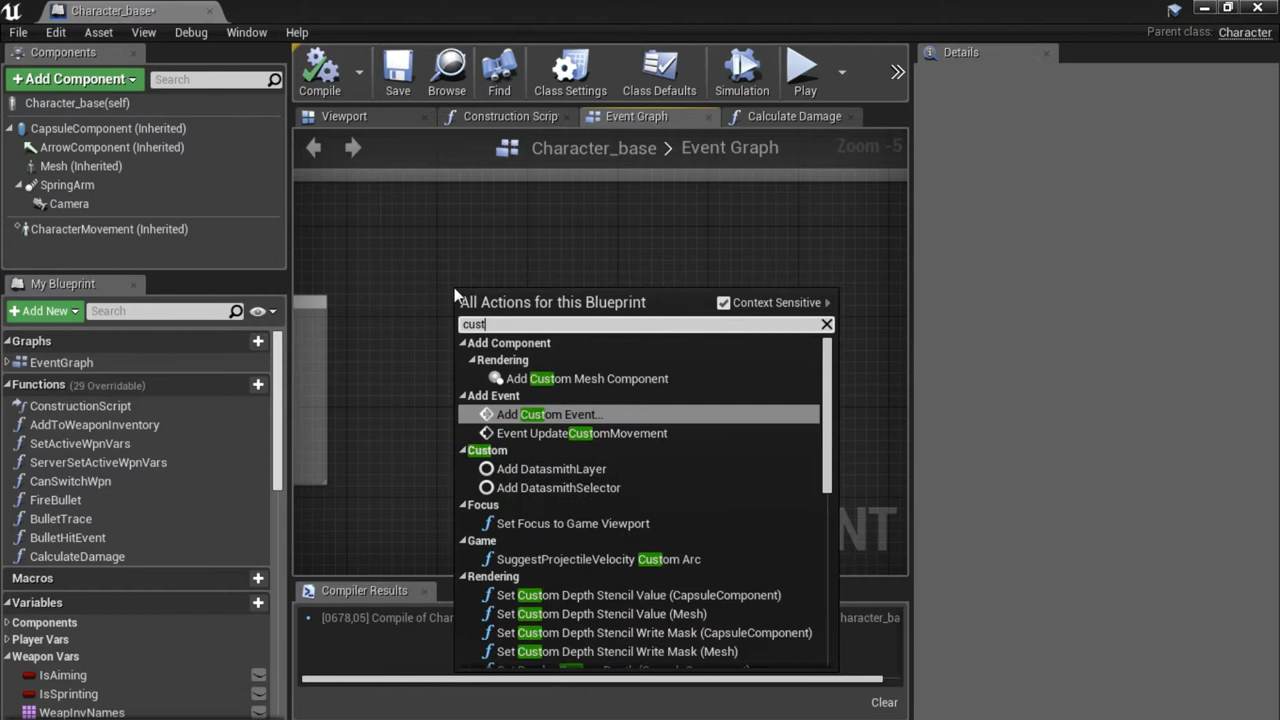 Character_base*
File Edit Asset View Debug Window Help
Parent class: Character
Components
+Add Component
Search
Character_base(self)
CapsuleComponent (Inherited)
ArrowComponent (Inherited)
Mesh (Inherited)
SpringArm
Camera
CharacterMovement (Inherited)
My Blueprint
+Add New
Search
Graphs
EventGraph
Functions (29 Overridable)
ConstructionScript
AddToWeaponInventory
SetActiveWpnVars
ServerSetActiveWpnVars
CanSwitchWpn
FireBullet
BulletTrace
BulletHitEvent
CalculateDamage
Macros
Variables
Components
Player Vars
Weapon Vars
IsAiming
IsSprinting
WeapInvNames
Compile Save Browse Find Class Settings Class Defaults Simulation Play
Viewport Construction Scrip Event Graph Calculate Damage
Character_base > Event Graph
Zoom -5
All Actions for this Blueprint
Context Sensitive
cust
Add Component
Rendering
Add Custom Mesh Component
Add Event
Add Custom Event...
Event UpdateCustomMovement
Custom
Add DatasmithLayer
Add DatasmithSelector
Focus
Set Focus to Game Viewport
Game
SuggestProjectileVelocity Custom Arc
Rendering
Set Custom Depth Stencil Value (CapsuleComponent)
Set Custom Depth Stencil Value (Mesh)
Set Custom Depth Stencil Write Mask (CapsuleComponent)
Set Custom Depth Stencil Write Mask (Mesh)
NT
Compiler Results
[0678,05] Compile of Char
haracter_ba
Clear
Details